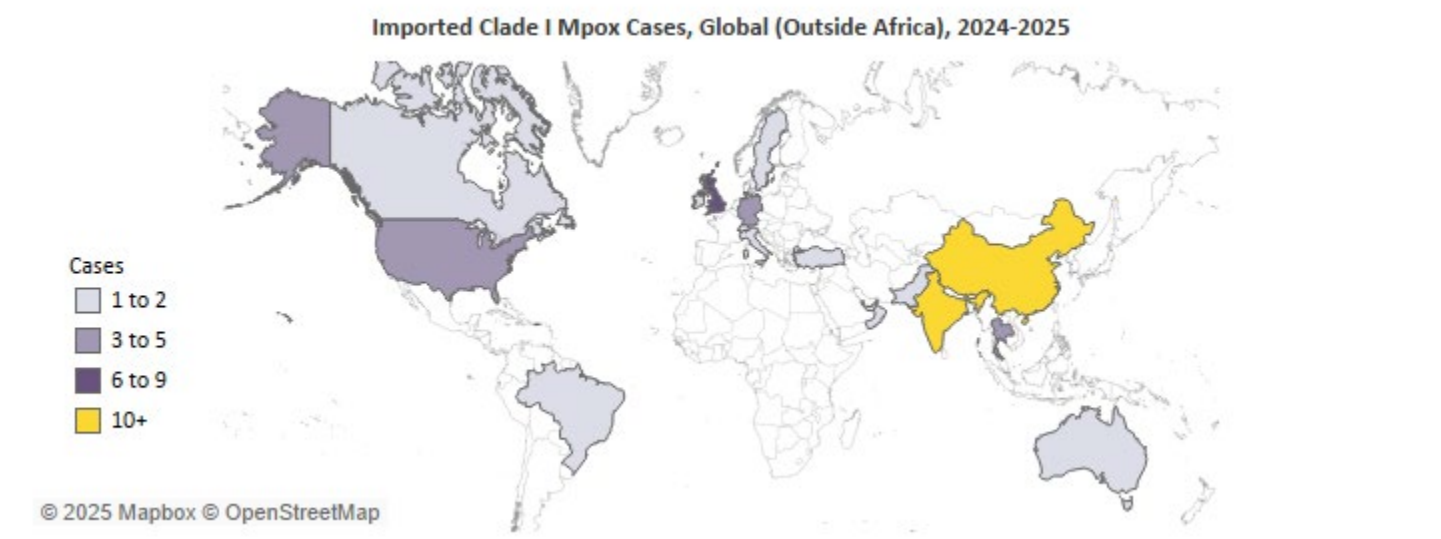 Imported Clade I Mpox Cases, Global (Outside Africa), 2024-2025
Cases
1 to 2
3 to 5
6 to 9
10+
© 2025 Mapbox © OpenStreetMap